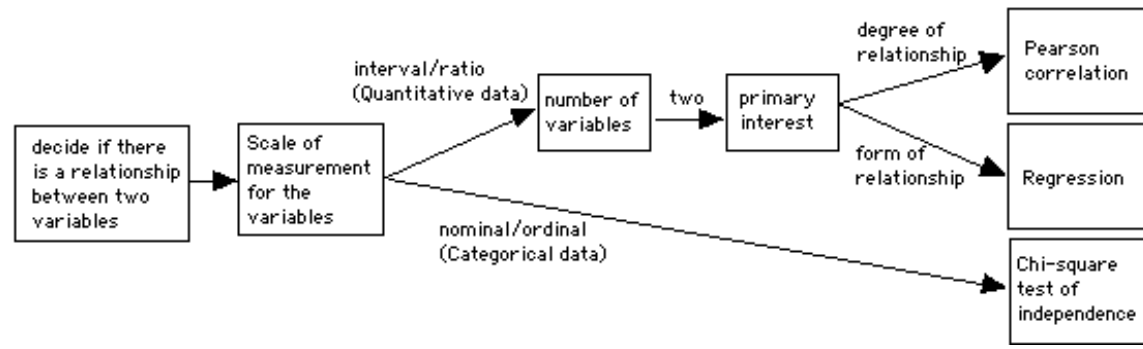 decide if there
is a relationship
between two
variables
Scale of
measurement
for the
variables
interval/ratio
(Quantitative data)
nominal/ordinal
(Categorical data)
number of
variables
two
primary
interest
degree of
relationship
form of
relationship
Pearson
correlation
Regression
Chi-square
test of
independence